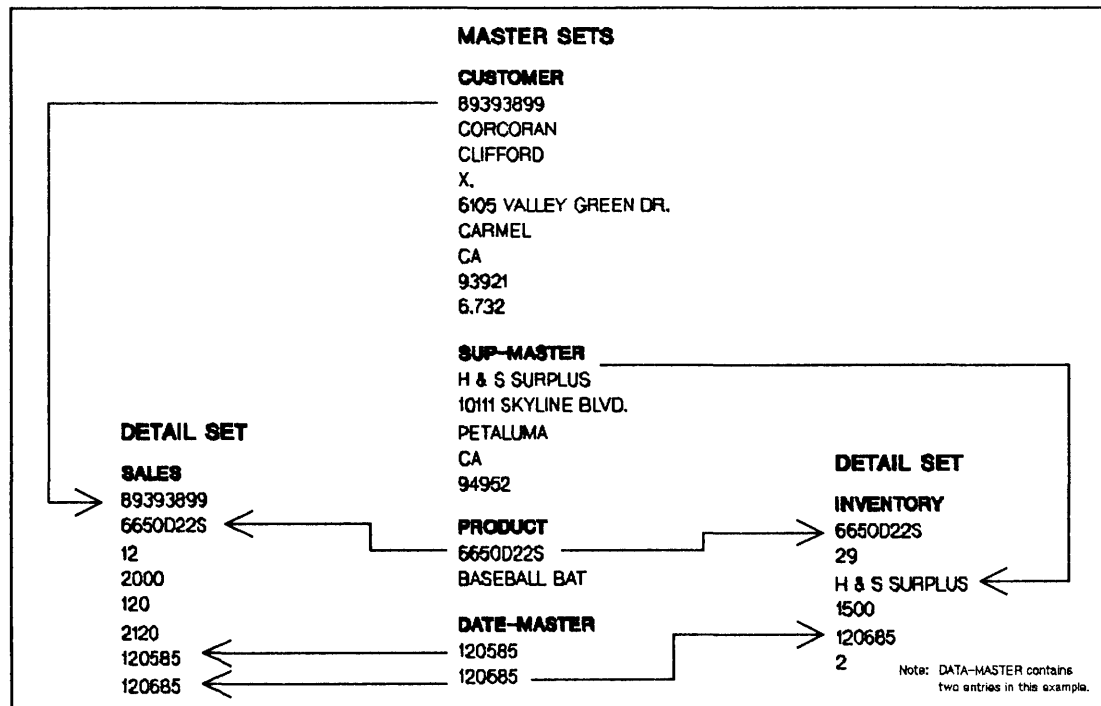 MASTER SETS
CUSTOMER
89393899
CORCORAN
CLIFFORD
X.
6105 VALLEY GREEN DR.
CARMEL
CA
93921
6.732
SUP-MASTER
H & S SURPLUS
10111 SKYLINE BLVD.
PETALUMA
CA
94952
PRODUCT
6650D22S
BASEBALL BAT
DATE-MASTER
120585
120685
DETAIL SET
SALES
89393899
6650D22S
12
2000
120
2120
120585
120685
DETAIL SET
INVENTORY
6650D22S
29
H & S SURPLUS
1500
120685
2
Note: DATA-MASTER contains
two entries in this example.